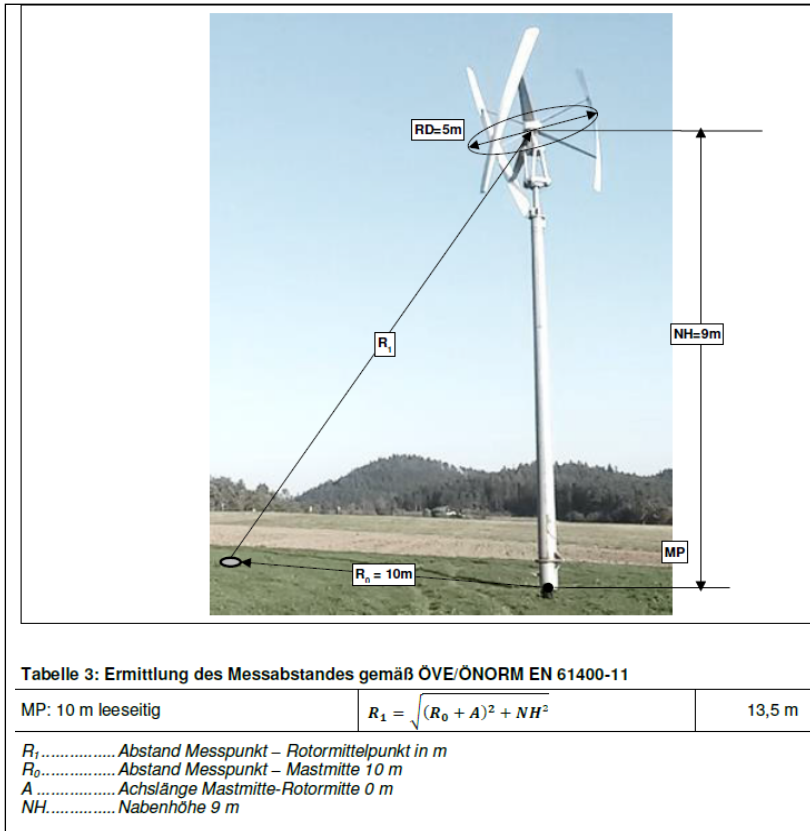 RD=5m
R₁
NH=9m
MP
R₀ = 10m
Tabelle 3: Ermittlung des Messabstandes gemäß ÖVE/ÖNORM EN 61400-11
MP: 10 m leeseitig R₁ = √((R₀ + A)² + NH²) 13,5 m
R₁............... Abstand Messpunkt – Rotormittelpunkt in m
R₀............... Abstand Messpunkt – Mastmitte 10 m
A ............... Achslänge Mastmitte-Rotormitte 0 m
NH............... Nabenhöhe 9 m